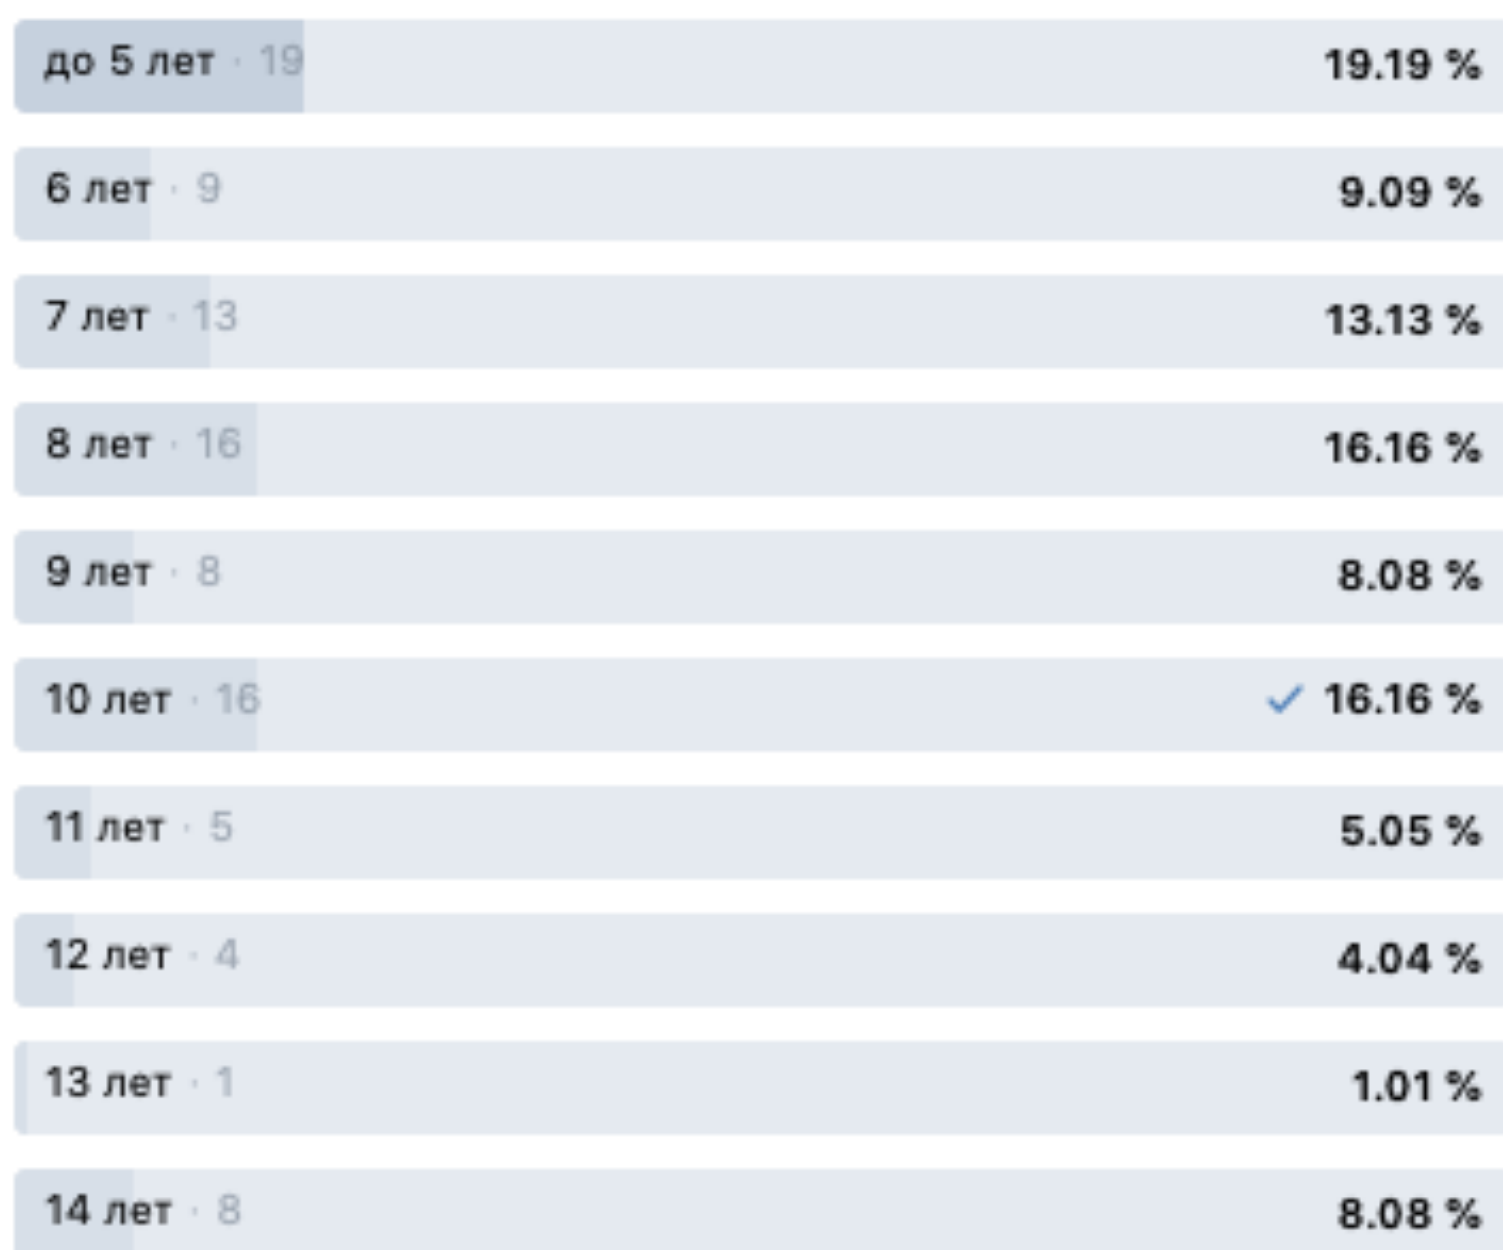 до 5 лет · 19 19.19 %
6 лет · 9 9.09 %
7 лет · 13 13.13 %
8 лет · 16 16.16 %
9 лет · 8 8.08 %
10 лет · 16 16.16 %
11 лет · 5 5.05 %
12 лет · 4 4.04 %
13 лет · 1 1.01 %
14 лет · 8 8.08 %